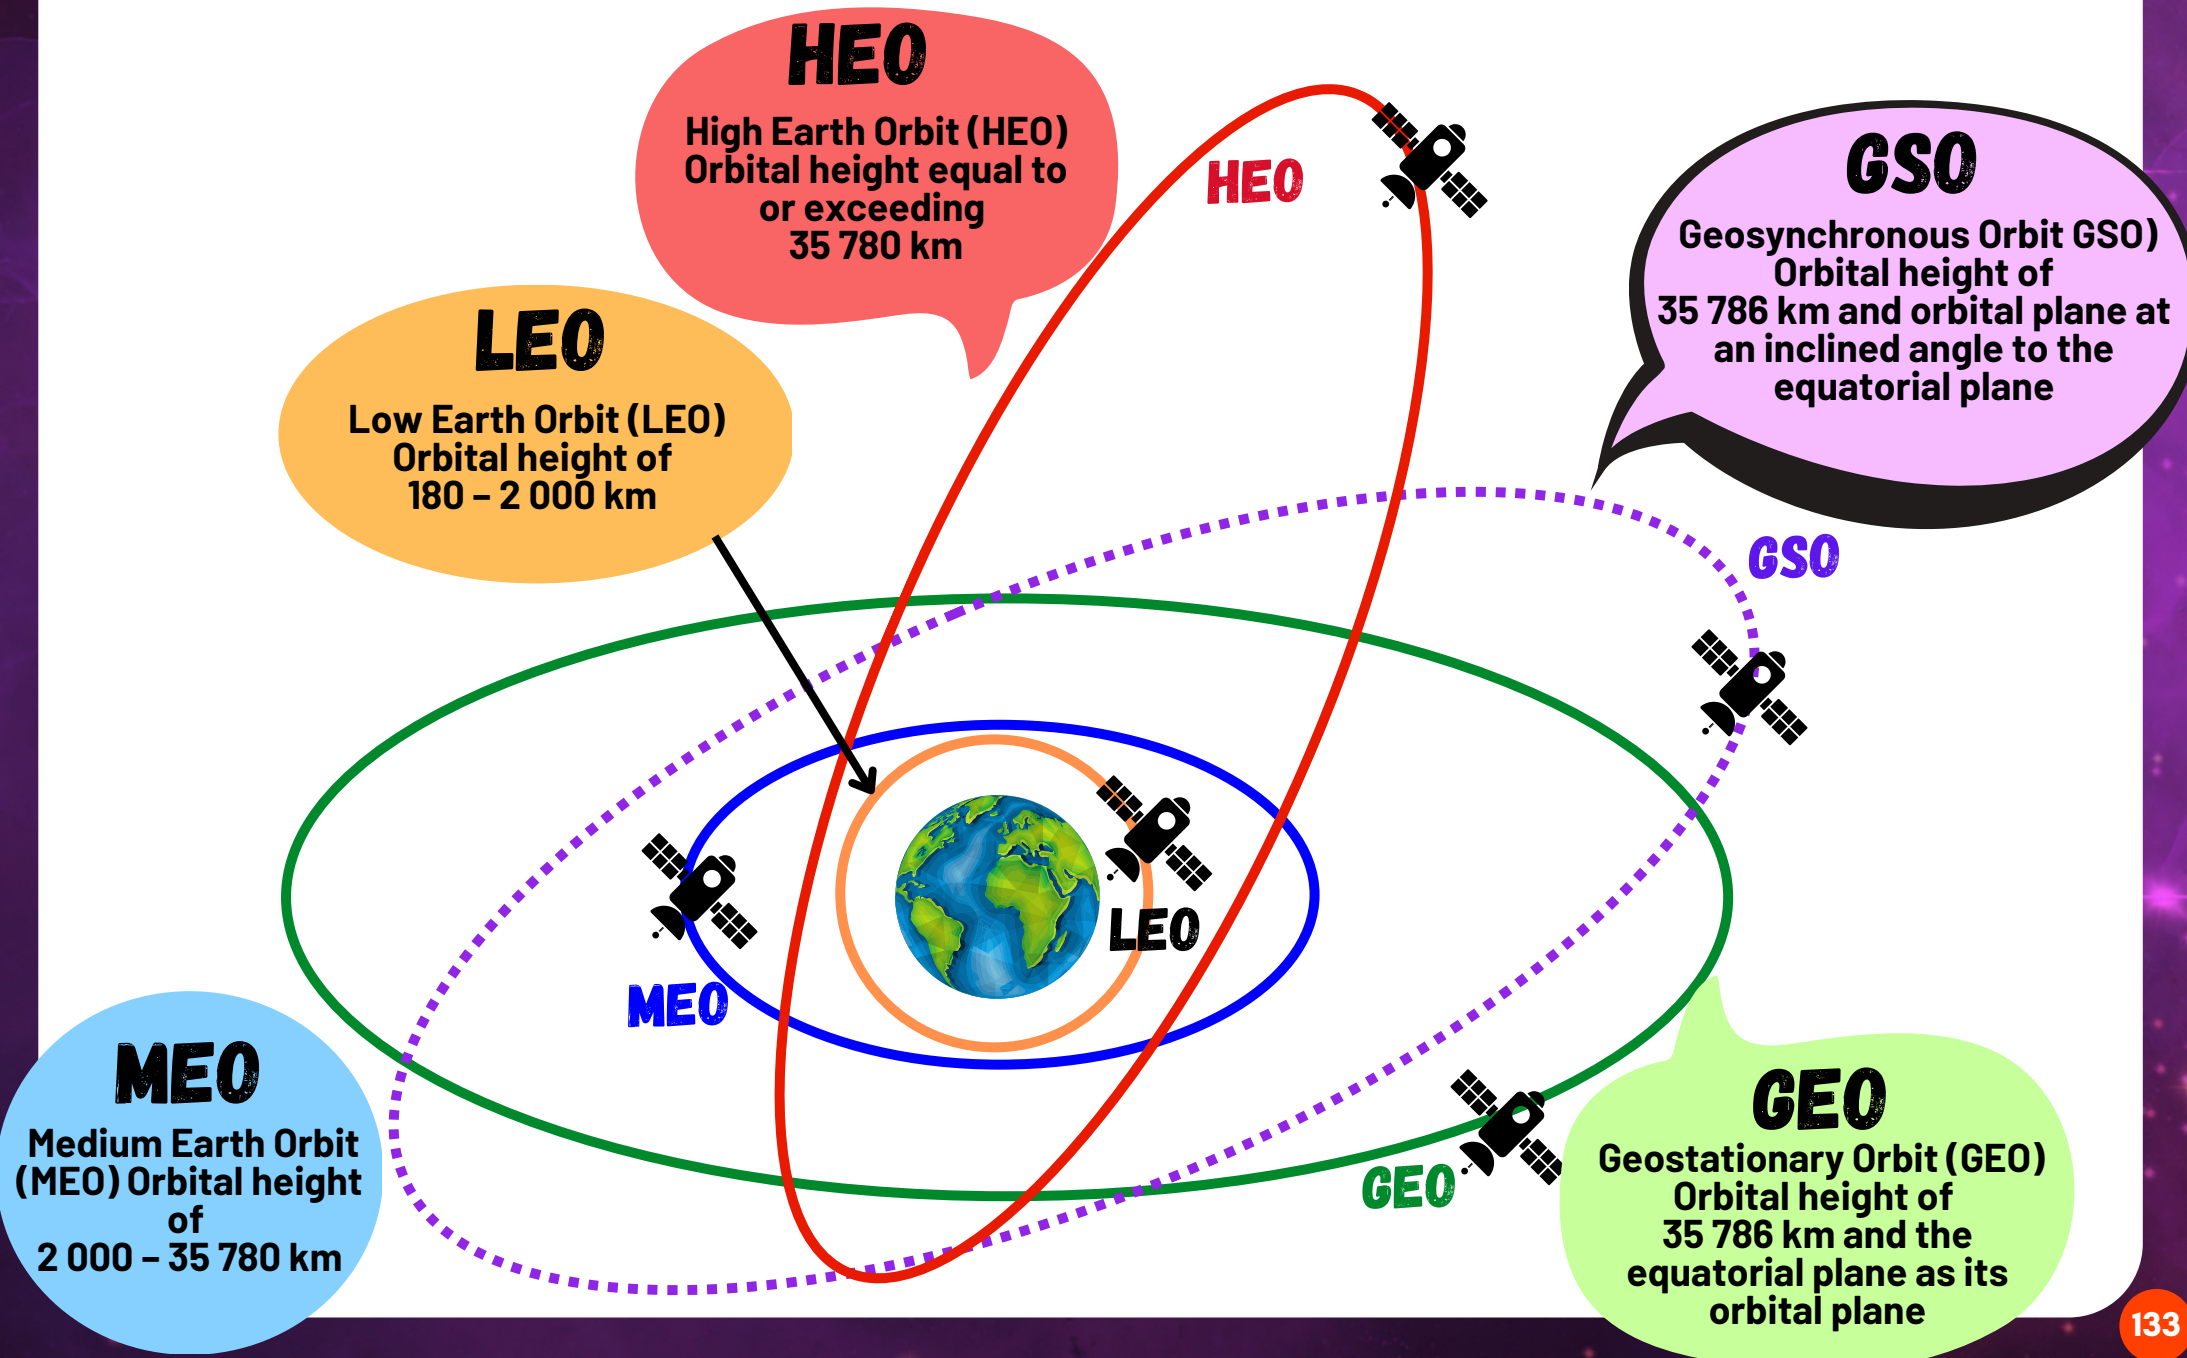 HEO
High Earth Orbit (HEO)
Orbital height equal to
or exceeding
35 780 km
HEO
GSO
Geosynchronous Orbit GSO)
Orbital height of
35 786 km and orbital plane at
an inclined angle to the
equatorial plane
LEO
Low Earth Orbit (LEO)
Orbital height of
180 – 2 000 km
GSO
LEO
MEO
MEO
Medium Earth Orbit
(MEO) Orbital height
of
2 000 – 35 780 km
GEO
GEO
Geostationary Orbit (GEO)
Orbital height of
35 786 km and the
equatorial plane as its
orbital plane
133